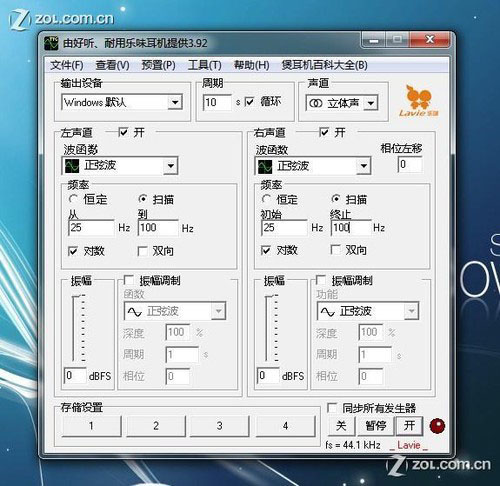 ZOL.COM.CN
由好听、耐用乐味耳机提供3.92
文件(F) 查看(V) 预置(P) 工具(T) 帮助(H) 煲耳机百科大全(B)
输出设备 周期 声道
Windows 默认 10 s 循环 立体声
Lavie 乐味
左声道 开 右声道 开
波函数 波函数 相位左移
正弦波 正弦波 0
频率 频率
恒定 扫描 恒定 扫描
从 到 初始 终止
25 Hz 100 Hz 25 Hz 100 Hz
对数 双向 对数 双向
振幅 振幅调制 振幅 振幅调制
函数 功能
正弦波 正弦波
深度 100 % 深度 100 %
周期 1 s 周期 1 s
0 dBFS 相位 0 0 dBFS 相位 0
存储设置 同步所有发生器
1 2 3 4 关 暂停 开
fs = 44.1 kHz _ Lavie _
ZOL.COM.CN